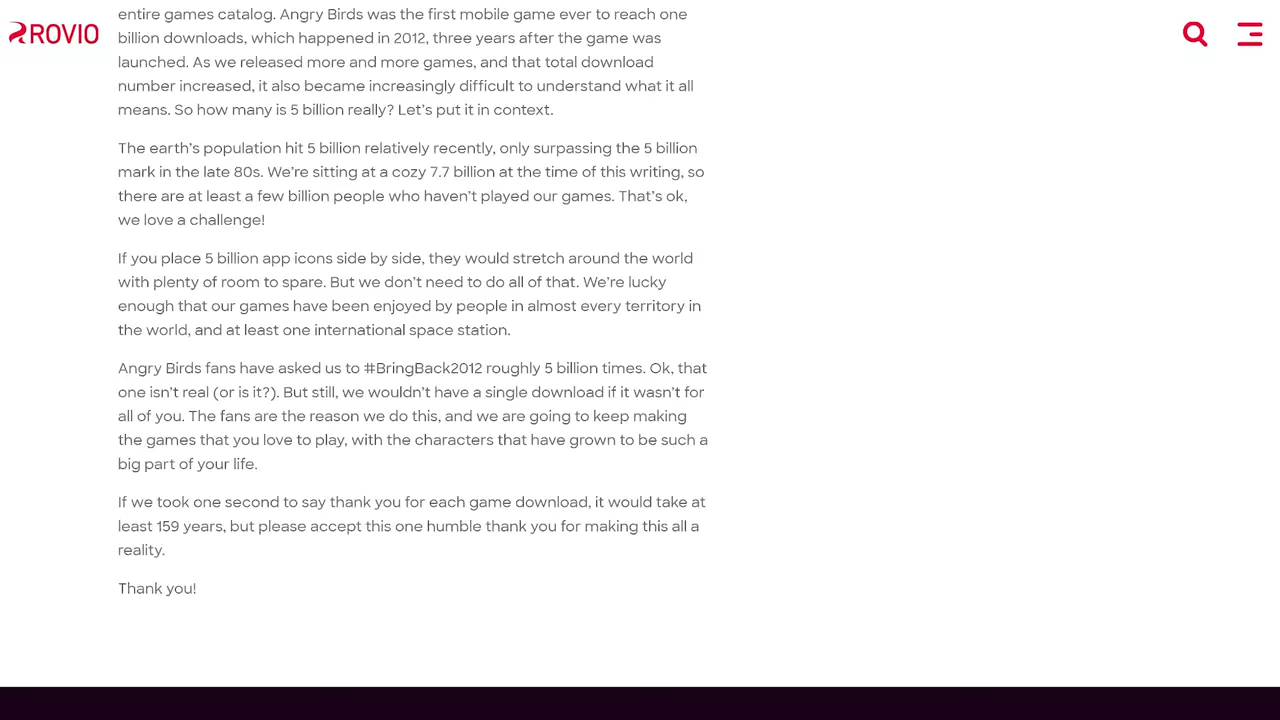 entire games catalog. Angry Birds was the first mobile game ever to reach one
ROVIO
billion downloads, which happened in 2012, three years after the game was
launched. As we released more and more games, and that total download
number increased, it also became increasingly difficult to understand what it all
means. So how many is 5 billion really? Let’s put it in context.
The earth’s population hit 5 billion relatively recently, only surpassing the 5 billion
mark in the late 80s. We’re sitting at a cozy 7.7 billion at the time of this writing, so
there are at least a few billion people who haven’t played our games. That’s ok,
we love a challenge!
If you place 5 billion app icons side by side, they would stretch around the world
with plenty of room to spare. But we don’t need to do all of that. We’re lucky
enough that our games have been enjoyed by people in almost every territory in
the world, and at least one international space station.
Angry Birds fans have asked us to #BringBack2012 roughly 5 billion times. Ok, that
one isn’t real (or is it?). But still, we wouldn’t have a single download if it wasn’t for
all of you. The fans are the reason we do this, and we are going to keep making
the games that you love to play, with the characters that have grown to be such a
big part of your life.
If we took one second to say thank you for each game download, it would take at
least 159 years, but please accept this one humble thank you for making this all a
reality.
Thank you!